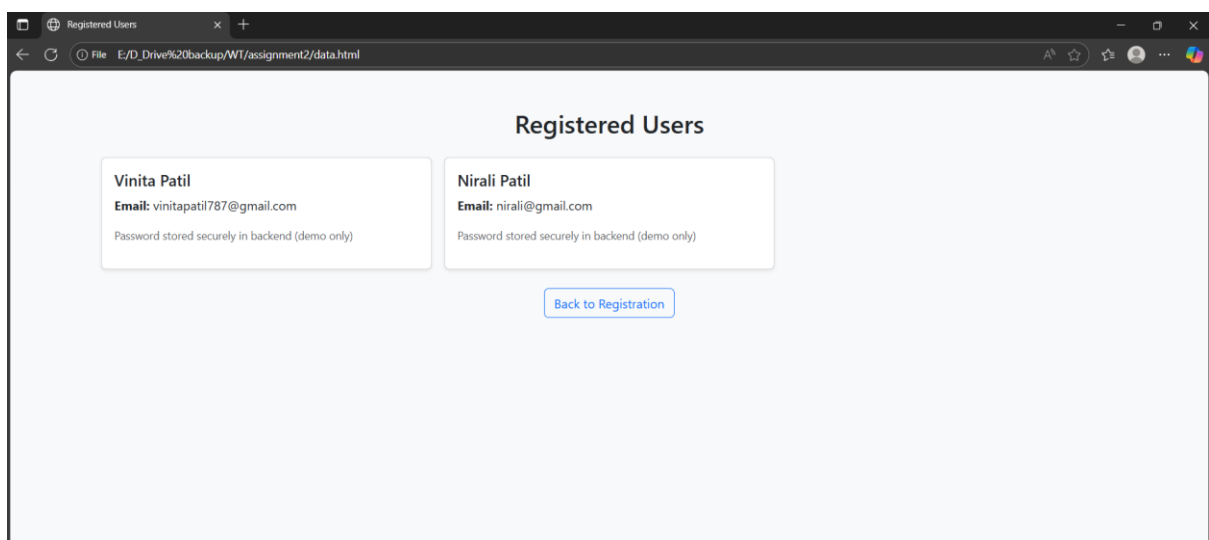 Registered Users
File E:/D_Drive%20backup/WT/assignment2/data.html
Registered Users
Vinita Patil
Email: vinitapatil787@gmail.com
Password stored securely in backend (demo only)
Nirali Patil
Email: nirali@gmail.com
Password stored securely in backend (demo only)
Back to Registration